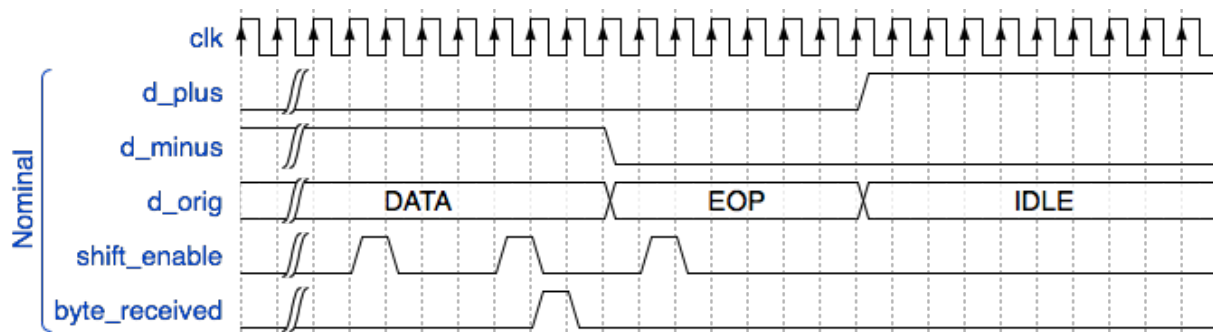 clk
d_plus
d_minus
d_orig DATA EOP IDLE
shift_enable
byte_received
Nominal